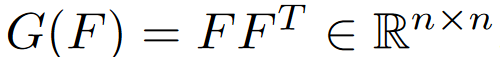 G(F) = FF^T ∈ ℝ^{n×n}